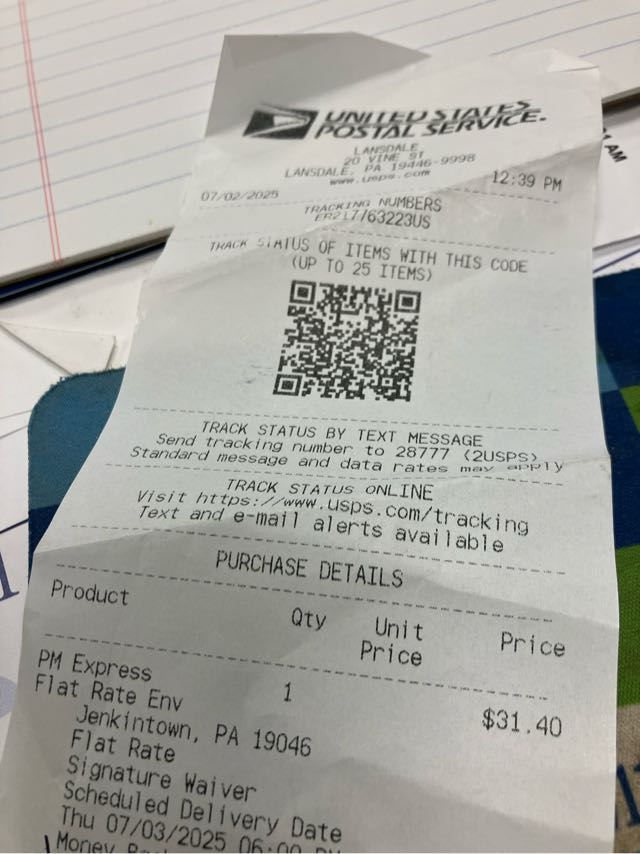 UNITED STATES
POSTAL SERVICE.
LANSDALE
20 VINE ST
LANSDALE, PA 19446-9998
www.usps.com
07/02/2025 12:39 PM
TRACKING NUMBERS
TRACK STATUS OF ITEMS WITH THIS CODE
(UP TO 25 ITEMS)
TRACK STATUS BY TEXT MESSAGE
Send tracking number to 28777 (2USPS)
Standard message and data rates may apply
TRACK STATUS ONLINE
Visit https://www.usps.com/tracking
Text and e-mail alerts available
PURCHASE DETAILS
Product Qty Unit Price
Price
PM Express 1 $31.40
Flat Rate Env
Jenkintown, PA 19046
Flat Rate
Signature Waiver
Scheduled Delivery Date
Thu 07/03/2025 06:00
Money
AM